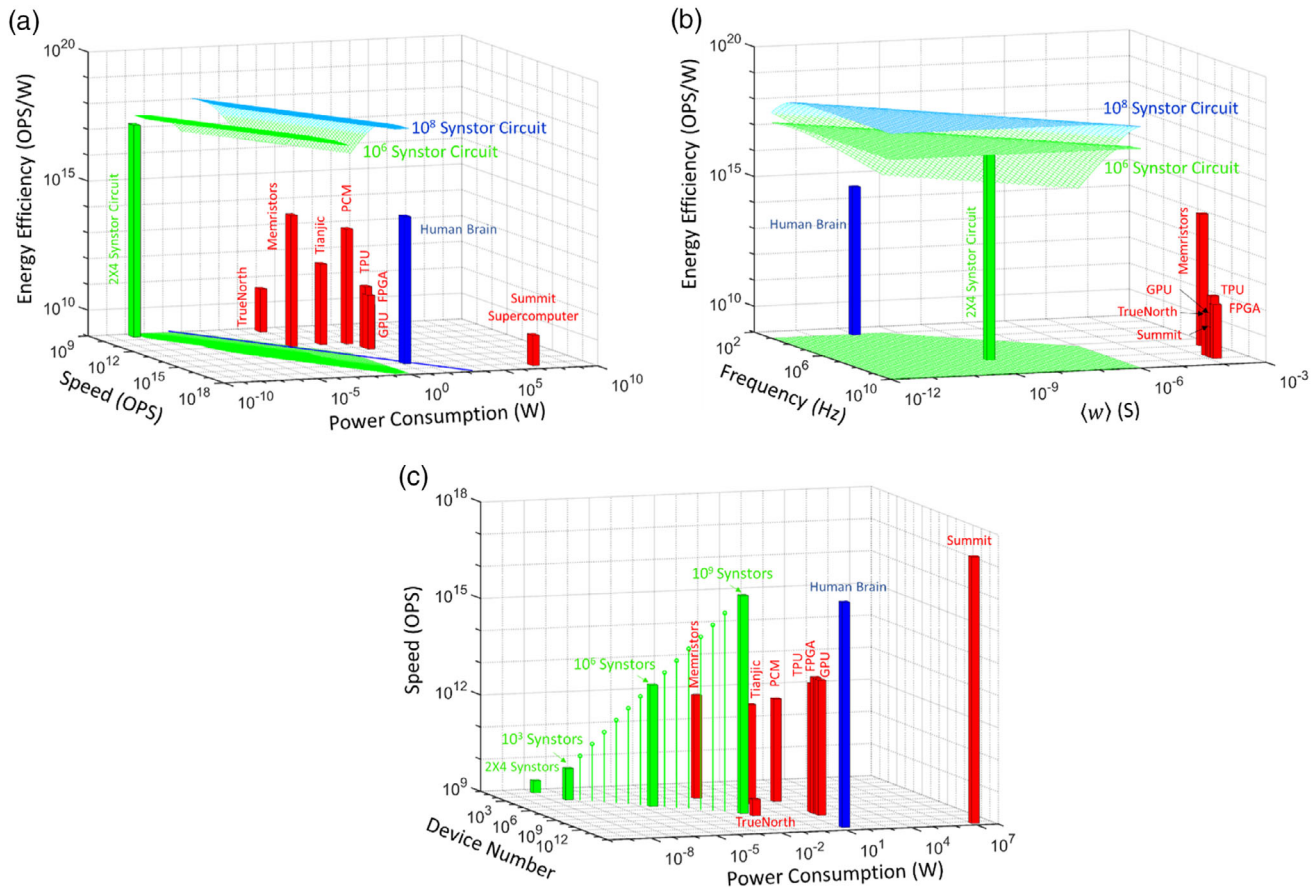 (a)
10^20
10^15
10^10
Energy Efficiency (OPS/W)
10^9
10^12
10^15
10^18
Speed (OPS)
10^-10
10^-5
10^0
10^5
10^10
Power Consumption (W)
10^8 Synstor Circuit
10^6 Synstor Circuit
2X4 Synstor Circuit
TrueNorth
Memristors
Tianjic
PCM
TPU
FPGA
GPU
Human Brain
Summit
Supercomputer
(b)
10^20
10^15
10^10
Energy Efficiency (OPS/W)
10^2
10^6
10^10
Frequency (Hz)
10^-12
10^-9
10^-6
10^-3
⟨w⟩ (S)
10^8 Synstor Circuit
10^6 Synstor Circuit
Human Brain
2X4 Synstor Circuit
Memristors
GPU
TPU
TrueNorth
FPGA
Summit
(c)
10^18
10^15
10^12
10^9
Speed (OPS)
10^3
10^6
10^9
10^12
Device Number
10^-8
10^-5
10^-2
10^1
10^4
10^7
Power Consumption (W)
Summit
10^9 Synstors
Human Brain
10^6 Synstors
Memristors
Tianjic
PCM
TPU
FPGA
GPU
10^3 Synstors
2X4 Synstors
TrueNorth